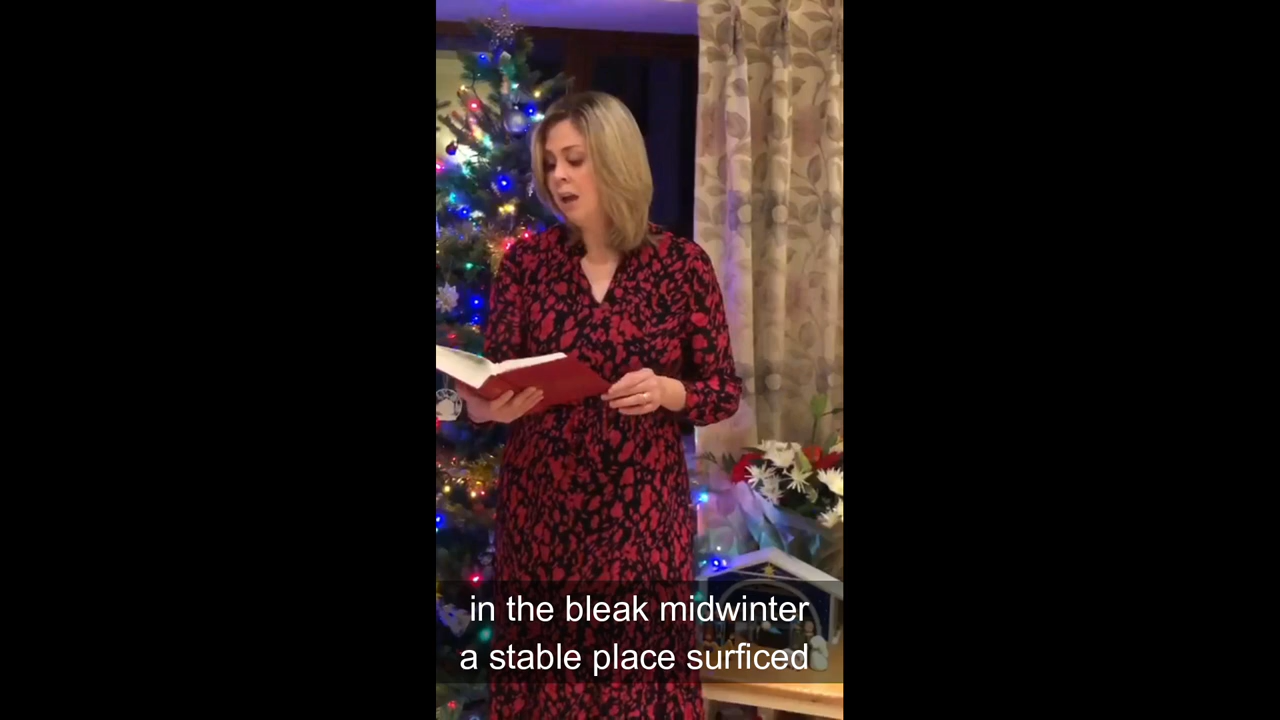 in the bleak midwinter
a stable place surficed